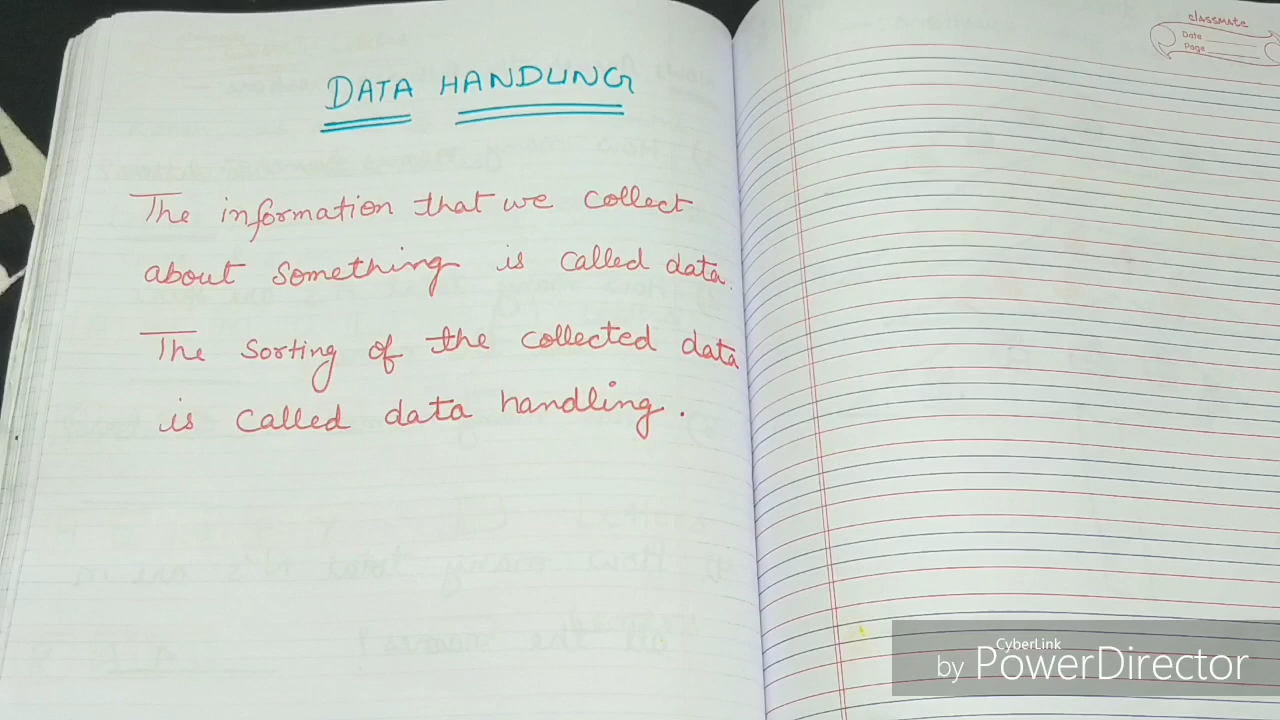 DATA HANDLING
The information that we collect
about something is called data.
The sorting of the collected data
is called data handling.
classmate
Date
Page
CyberLink
by PowerDirector